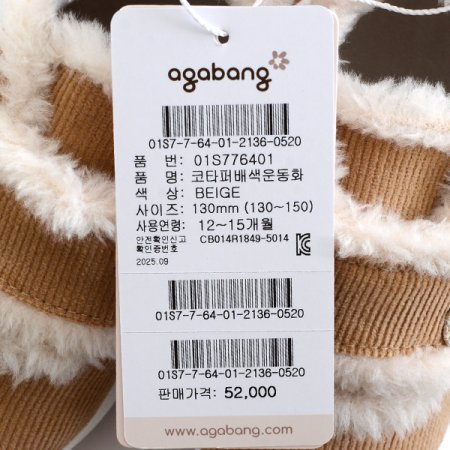 agabang
01S7-7-64-01-2136-0520
품 번: 01S776401
품 명: 코타퍼배색운동화
색 상: BEIGE
사이즈: 130mm (130~150)
사용연령: 12~15개월
안전확인신고 확인증번호 CB014R1849-5014
2025.09
01S7-7-64-01-2136-0520
01S7-7-64-01-2136-0520
판매가격: 52,000
www.agabang.com